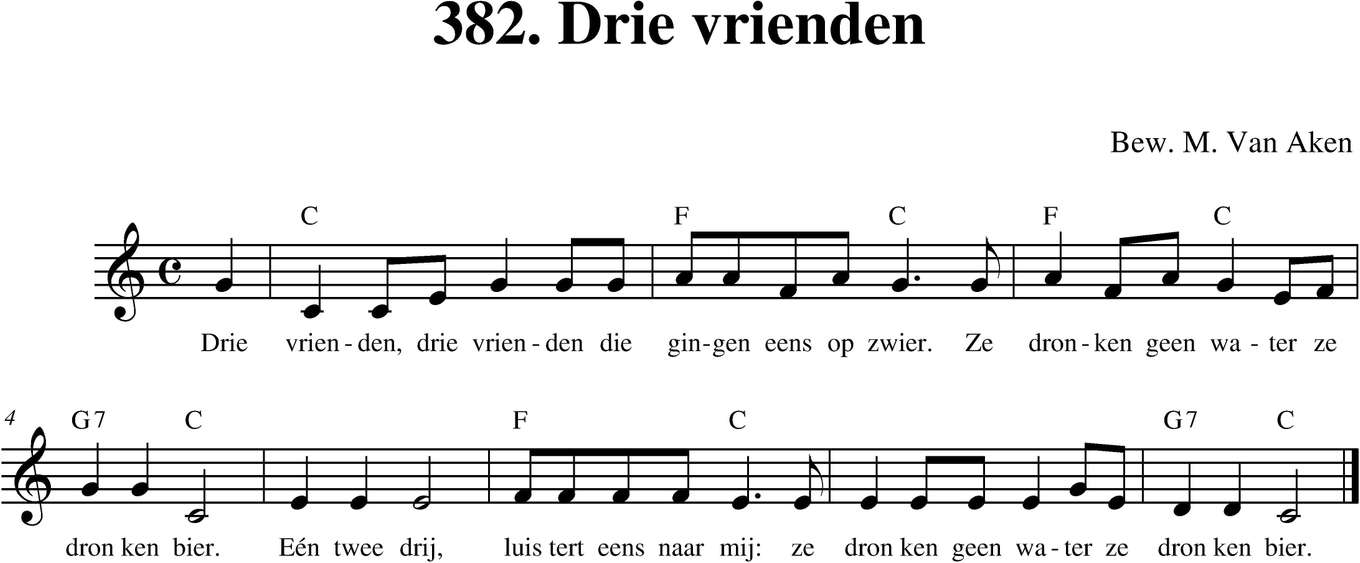 382. Drie vrienden
Bew. M. Van Aken
C F C F C
Drie vrien - den, drie vrien - den die gin - gen eens op zwier. Ze dron - ken geen wa - ter ze
4
G7 C F C G7 C
dron ken bier. Eén twee drij, luis tert eens naar mij: ze dron ken geen wa - ter ze dron ken bier.